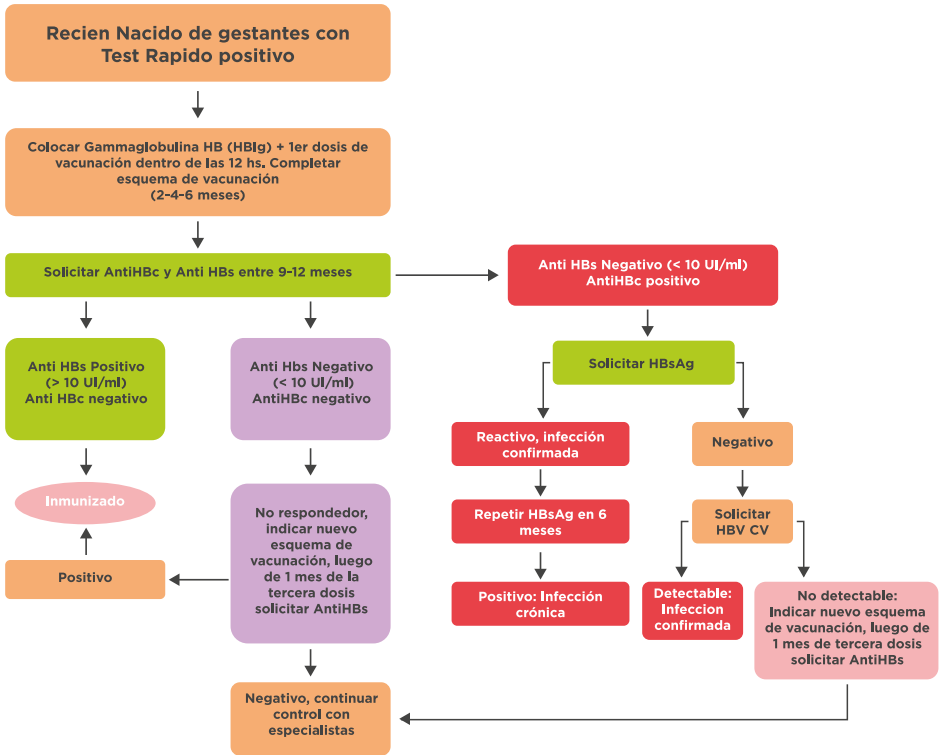 Recien Nacido de gestantes con
Test Rapido positivo
Colocar Gammaglobulina HB (HBIg) + 1er dosis de
vacunación dentro de las 12 hs. Completar
esquema de vacunación
(2-4-6 meses)
Solicitar AntiHBc y Anti HBs entre 9-12 meses
Anti HBs Negativo (< 10 UI/ml)
AntiHBc positivo
Anti HBs Positivo
(> 10 UI/ml)
Anti HBc negativo
Anti Hbs Negativo
(< 10 UI/ml)
AntiHBc negativo
Solicitar HBsAg
Reactivo, infección
confirmada
Negativo
Inmunizado
No respondedor,
indicar nuevo
esquema de
vacunación, luego
de 1 mes de la
tercera dosis
solicitar AntiHBs
Repetir HBsAg en 6
meses
Solicitar
HBV CV
Positivo
Positivo: Infección
crónica
Detectable:
Infeccion
confirmada
No detectable:
Indicar nuevo esquema
de vacunación, luego de
1 mes de tercera dosis
solicitar AntiHBs
Negativo, continuar
control con
especialistas